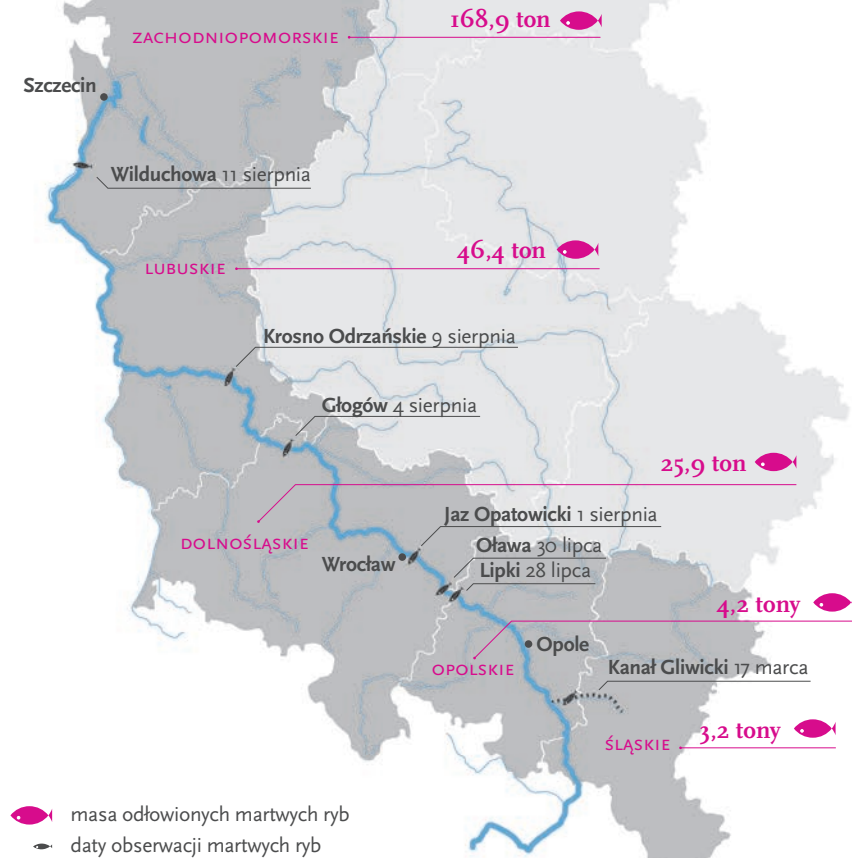 168,9 ton
ZACHODNIOPOMORSKIE
Szczecin
Wilduchowa 11 sierpnia
46,4 ton
LUBUSKIE
Krosno Odrzańskie 9 sierpnia
Głogów 4 sierpnia
25,9 ton
Jaz Opatowicki 1 sierpnia
DOLNOŚLĄSKIE
Oława 30 lipca
Wrocław
Lipki 28 lipca
4,2 tony
Opole
OPOLSKIE
Kanał Gliwicki 17 marca
3,2 tony
ŚLĄSKIE
masa odłowionych martwych ryb
daty obserwacji martwych ryb